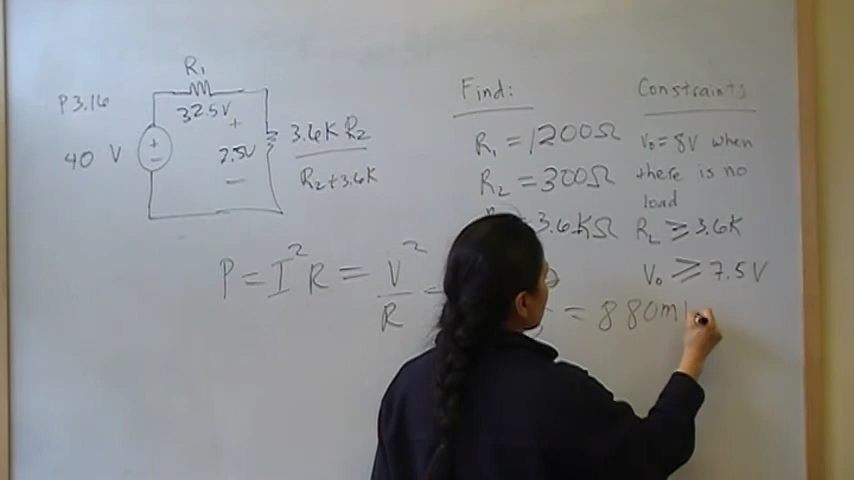 P3.16
R₁
32.5V
+
40 V
+
−
7.5V
−
3.6K R₂
R₂+3.6K
Find:
R₁ = 1200Ω
R₂ = 300Ω
= 3.6KΩ
Constraints
V₀=8V when
there is no
load
R_L ≥ 3.6K
V₀ ≥ 7.5V
P = I²R = V²/R =
= 880m